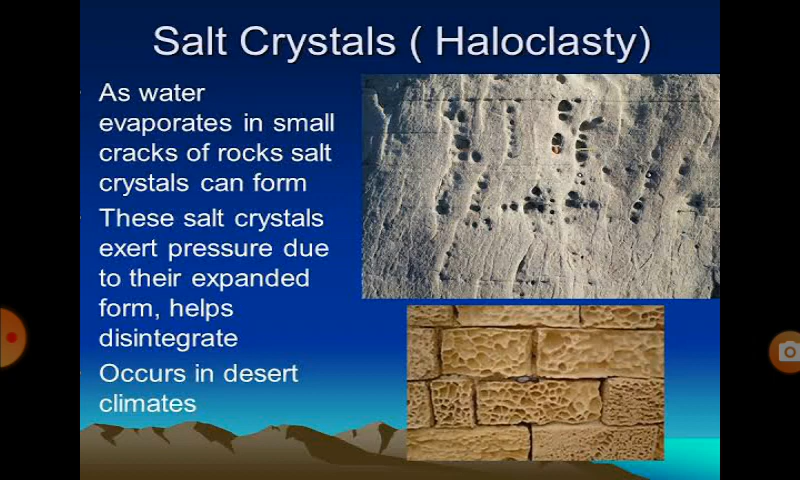 Salt Crystals ( Haloclasty)
As water
evaporates in small
cracks of rocks salt
crystals can form
These salt crystals
exert pressure due
to their expanded
form, helps
disintegrate
Occurs in desert
climates